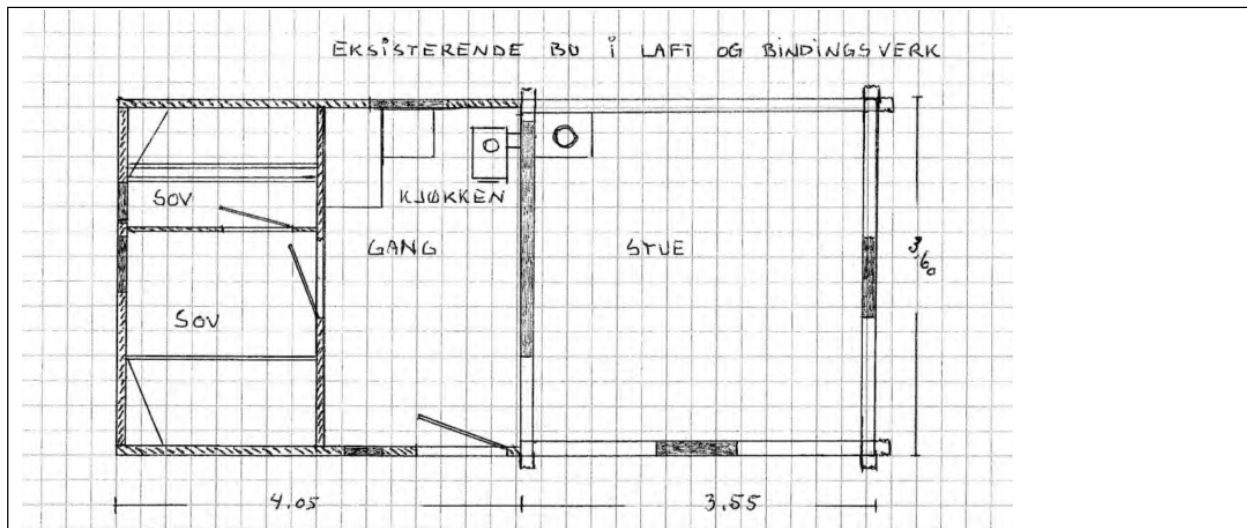 EKSISTERENDE BU I LAFT OG BINDINGSVERK
SOV
KJØKKEN
GANG
STUE
3,60
SOV
4.05
3.55